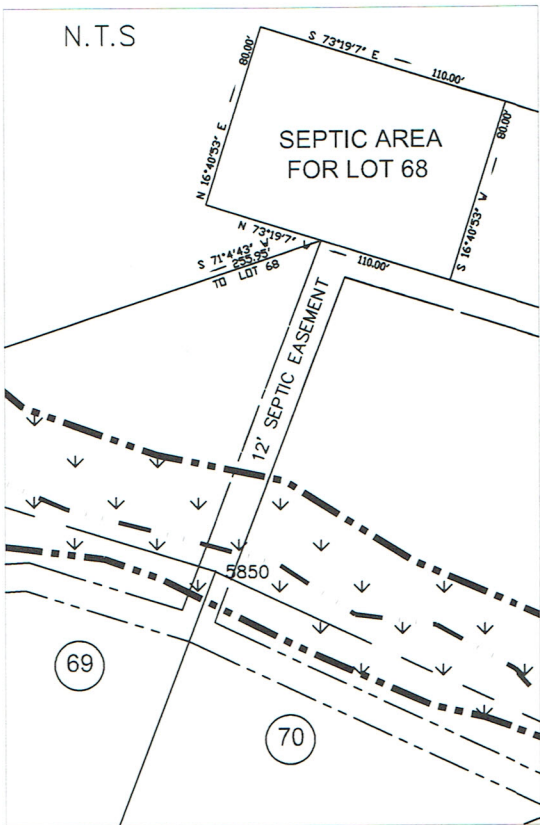 N.T.S
S 73°19'7" E
110.00'
80.00'
N 16°40'53" E
SEPTIC AREA
FOR LOT 68
80.00'
S 16°40'53" W
N 73°19'7" W
110.00'
S 71°4'43" W
255.95'
TO LOT 68
12' SEPTIC EASEMENT
5850
69
70